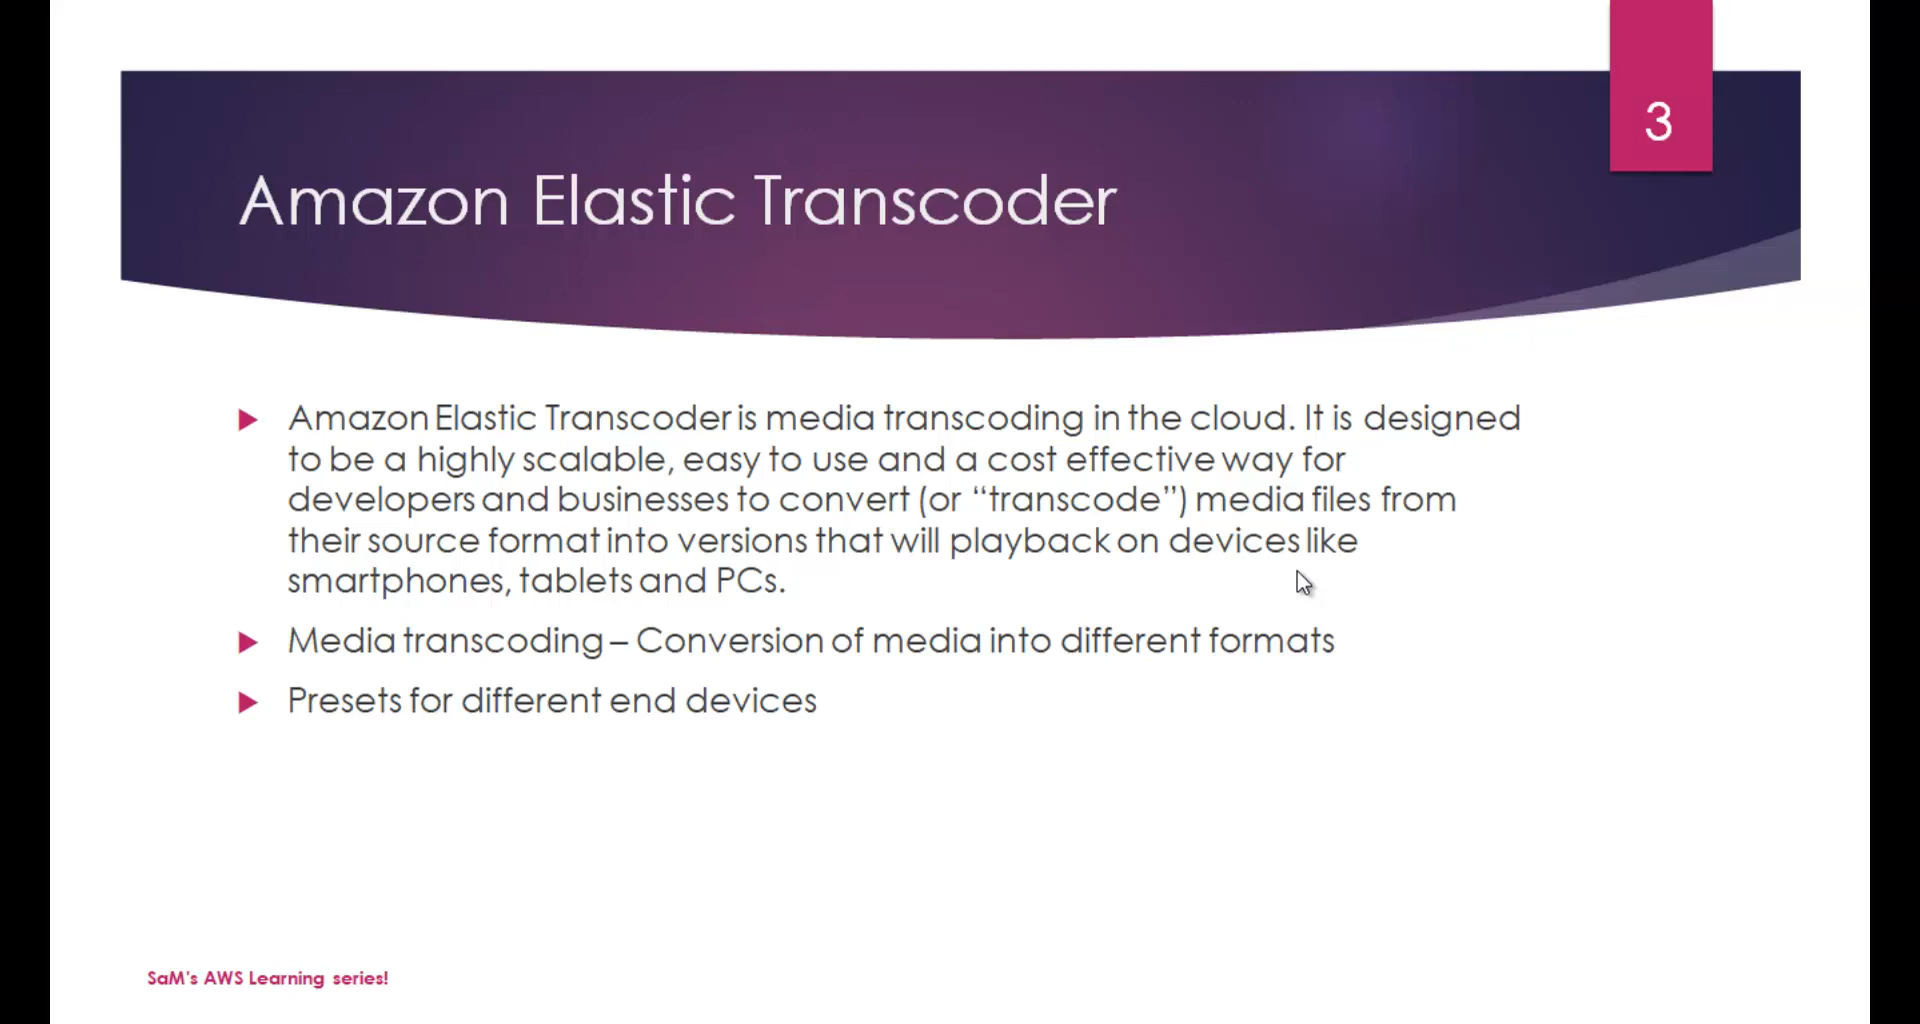 3
Amazon Elastic Transcoder
Amazon Elastic Transcoder is media transcoding in the cloud. It is designed
to be a highly scalable, easy to use and a cost effective way for
developers and businesses to convert (or “transcode”) media files from
their source format into versions that will playback on devices like
smartphones, tablets and PCs.
Media transcoding – Conversion of media into different formats
Presets for different end devices
SaM's AWS Learning series!